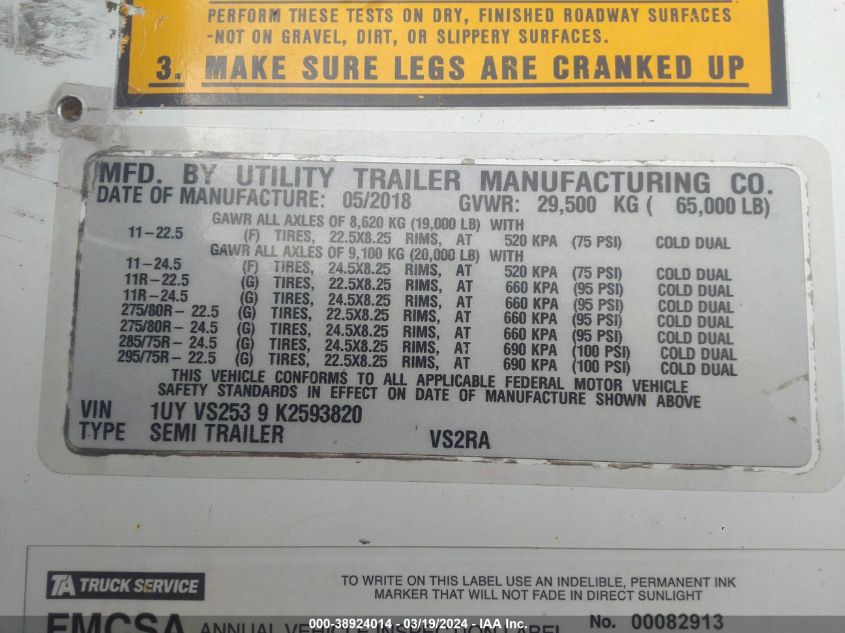 PERFORM THESE TESTS ON DRY, FINISHED ROADWAY SURFACES
-NOT ON GRAVEL, DIRT, OR SLIPPERY SURFACES.
3. MAKE SURE LEGS ARE CRANKED UP
MFD. BY UTILITY TRAILER MANUFACTURING CO.
DATE OF MANUFACTURE: 05/2018 GVWR: 29,500 KG ( 65,000 LB)
GAWR ALL AXLES OF 8,620 KG (19,000 LB) WITH
11-22.5 (F) TIRES, 22.5X8.25 RIMS, AT 520 KPA (75 PSI) COLD DUAL
GAWR ALL AXLES OF 9,100 KG (20,000 LB) WITH
11-24.5 (F) TIRES, 24.5X8.25 RIMS, AT 520 KPA (75 PSI) COLD DUAL
11R-22.5 (G) TIRES, 22.5X8.25 RIMS, AT 660 KPA (95 PSI) COLD DUAL
11R-24.5 (G) TIRES, 24.5X8.25 RIMS, AT 660 KPA (95 PSI) COLD DUAL
275/80R-22.5 (G) TIRES, 22.5X8.25 RIMS, AT 660 KPA (95 PSI) COLD DUAL
275/80R-24.5 (G) TIRES, 24.5X8.25 RIMS, AT 660 KPA (95 PSI) COLD DUAL
285/75R-24.5 (G) TIRES, 24.5X8.25 RIMS, AT 690 KPA (100 PSI) COLD DUAL
295/75R-22.5 (G) TIRES, 22.5X8.25 RIMS, AT 690 KPA (100 PSI) COLD DUAL
THIS VEHICLE CONFORMS TO ALL APPLICABLE FEDERAL MOTOR VEHICLE
SAFETY STANDARDS IN EFFECT ON DATE OF MANUFACTURE SHOWN ABOVE
VIN 1UY VS253 9 K2593820
TYPE SEMI TRAILER VS2RA
TA TRUCK SERVICE
TO WRITE ON THIS LABEL USE AN INDELIBLE, PERMANENT INK
MARKER THAT WILL NOT FADE IN DIRECT SUNLIGHT
FMCSA ANNUAL VEHICLE INSPECTION LABEL No. 00082913
000-38924014 - 03/19/2024 - IAA Inc.